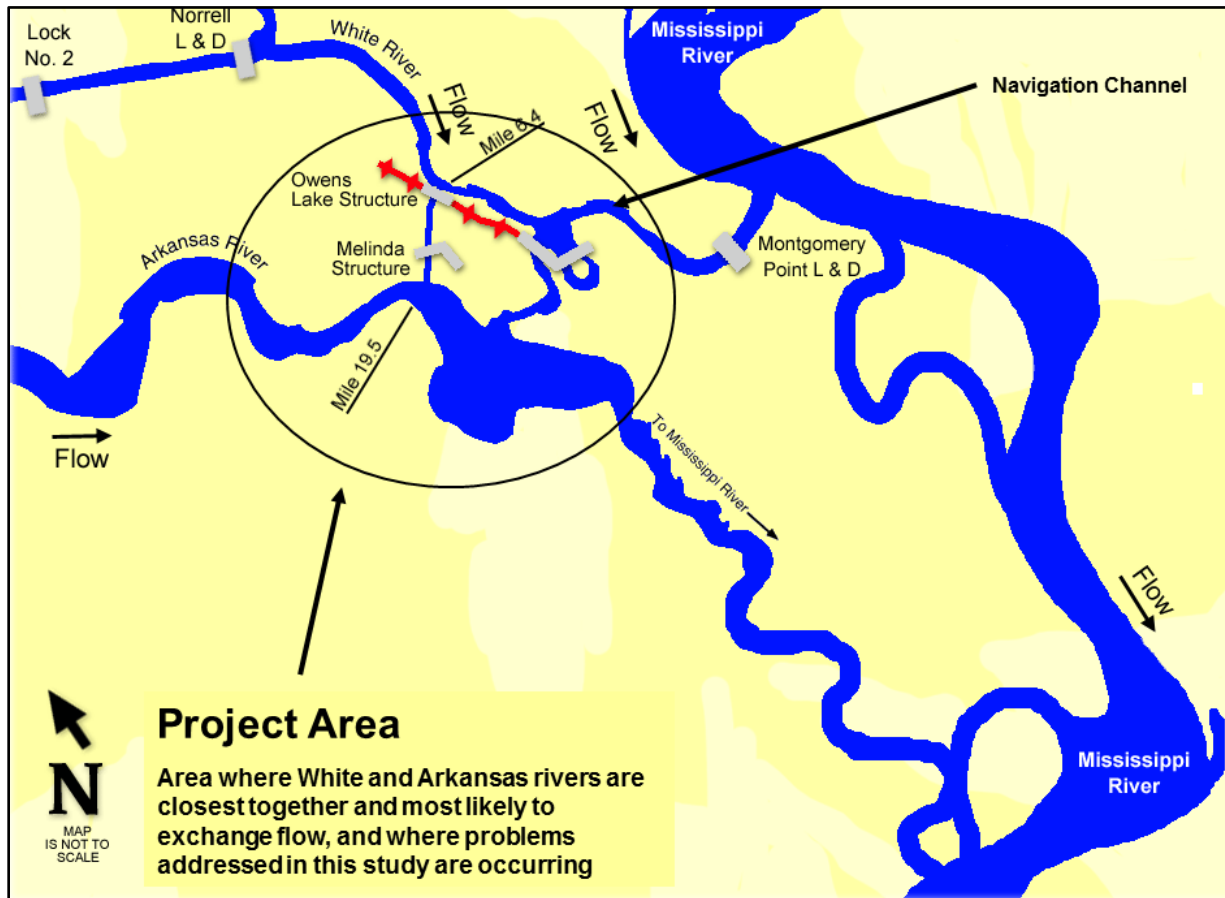 Lock
No. 2
Norrell
L & D
White River
Flow
Mile 6.4
Flow
Mississippi
River
Navigation Channel
Owens
Lake Structure
Melinda
Structure
Montgomery
Point L & D
Arkansas River
Mile 19.5
Flow
To Mississippi River
Flow
Mississippi
River
N
MAP
IS NOT TO
SCALE
Project Area
Area where White and Arkansas rivers are
closest together and most likely to
exchange flow, and where problems
addressed in this study are occurring